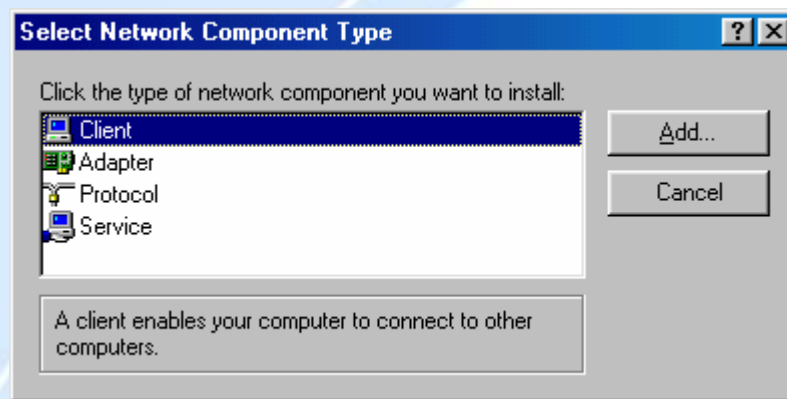 Select Network Component Type
Click the type of network component you want to install:
Client
Adapter
Protocol
Service
Add...
Cancel
A client enables your computer to connect to other
computers.